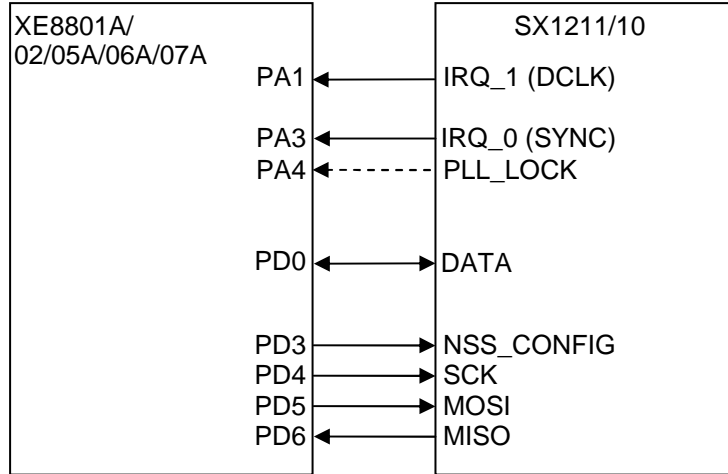 XE8801A/
02/05A/06A/07A
SX1211/10
PA1 IRQ_1 (DCLK)
PA3 IRQ_0 (SYNC)
PA4 PLL_LOCK
PD0 DATA
PD3 NSS_CONFIG
PD4 SCK
PD5 MOSI
PD6 MISO